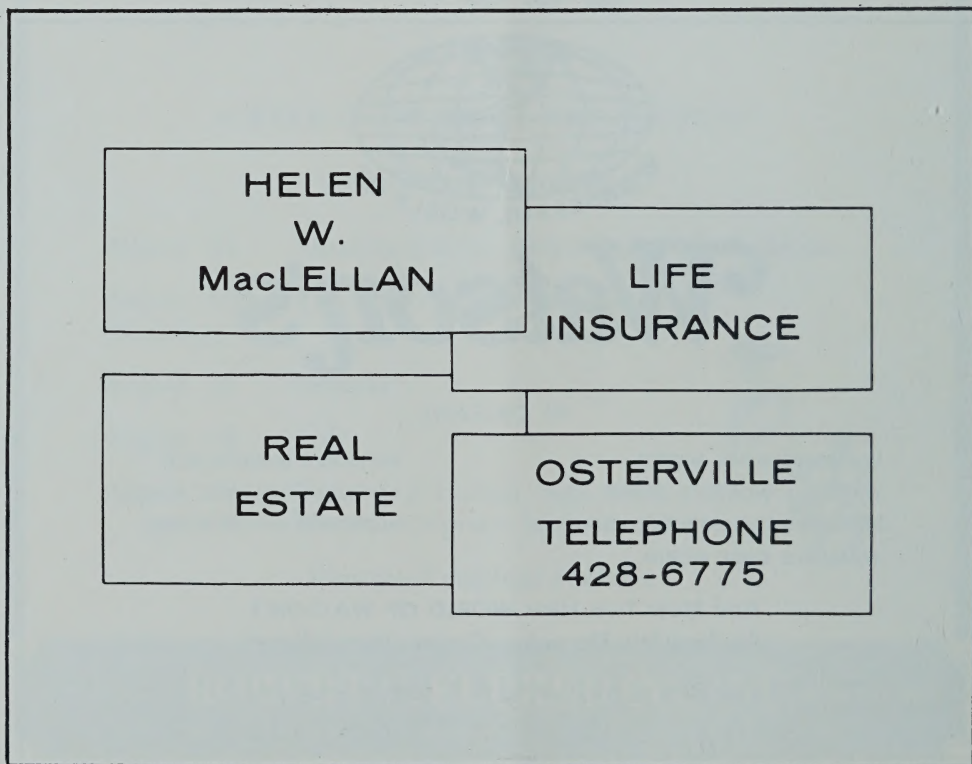 HELEN
W.
MacLELLAN
LIFE
INSURANCE
REAL
ESTATE
OSTERVILLE
TELEPHONE
428-6775